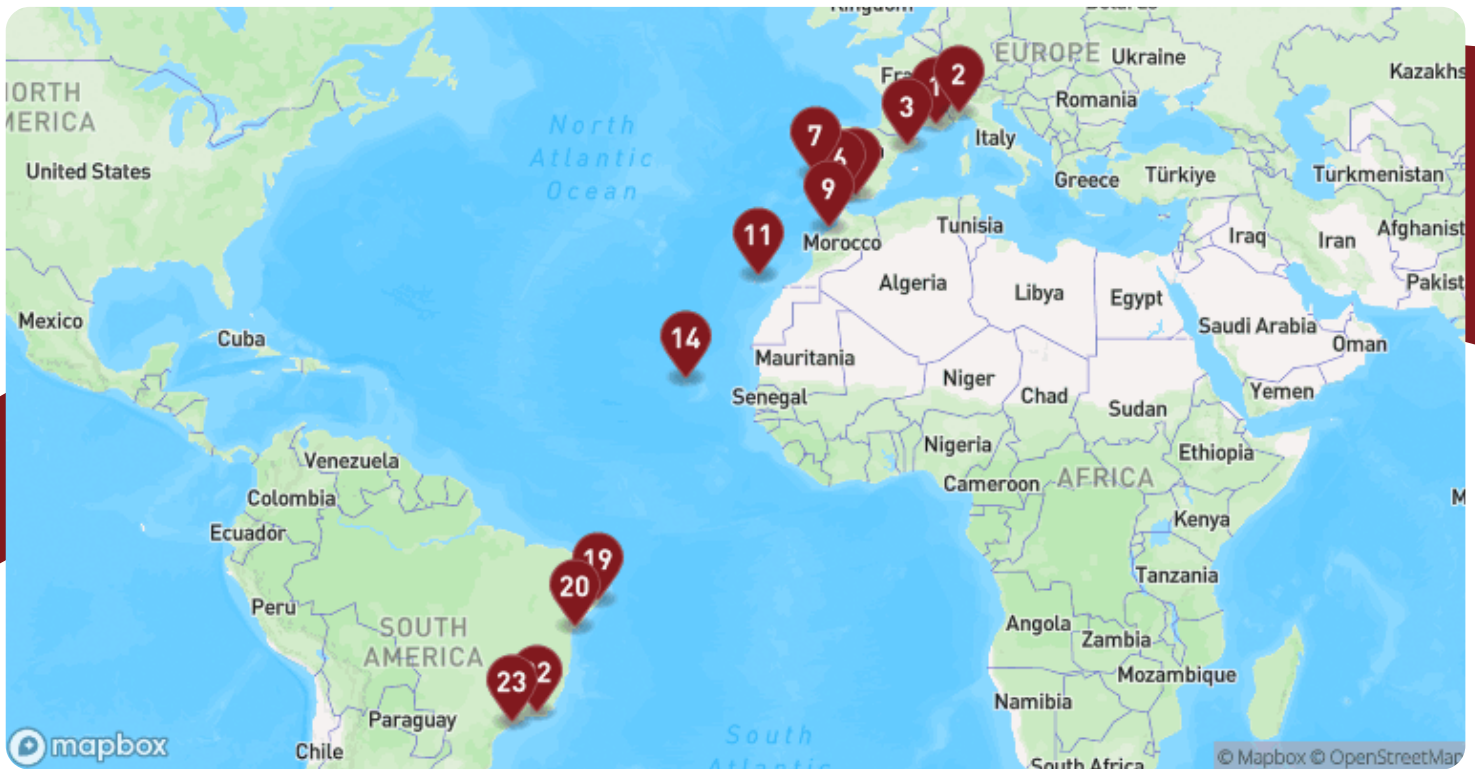 Kingdom
Belarus
EUROPE
Ukraine
2
Fra
1
Kazakhs
NORTH
AMERICA
3
Romania
North
Atlantic
Ocean
7
6
Italy
United States
Greece
Türkiye
Turkmenistan
9
11
Morocco
Tunisia
Iraq
Iran
Afghanist
Algeria
Libya
Egypt
Pakist
Mexico
Cuba
14
Saudi Arabia
Oman
Mauritania
Niger
Chad
Yemen
Senegal
Sudan
Nigeria
Ethiopia
Venezuela
Cameroon
AFRICA
Colombia
M
Ecuador
Kenya
19
20
Tanzania
Peru
SOUTH
AMERICA
Angola
Zambia
23
2
Mozambique
Namibia
Paraguay
South
Atlantic
Chile
mapbox
© Mapbox © OpenStreetMap
South Africa